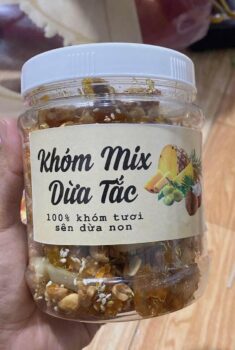 Khóm Mix
Dừa Tắc
100% khóm tươi
sên dừa non